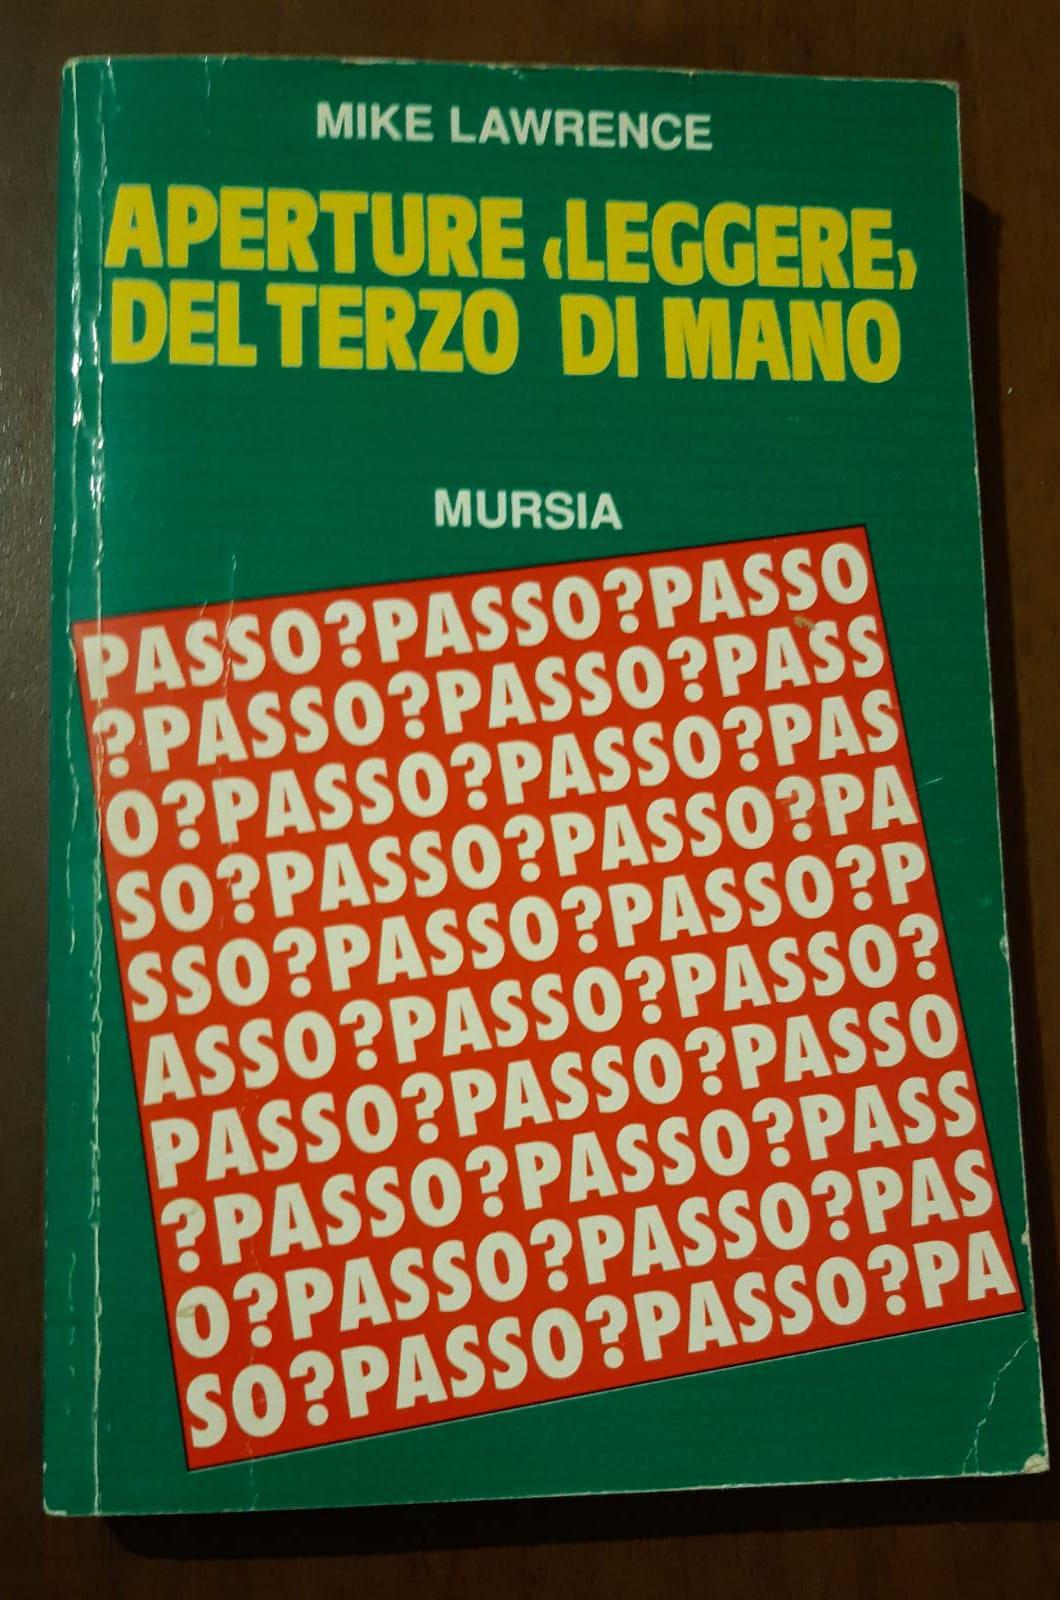 MIKE LAWRENCE
APERTURE ‹LEGGERE›
DEL TERZO DI MANO
MURSIA
PASSO?PASSO?PASSO
?PASSO?PASSO?PASS
O?PASSO?PASSO?PAS
SO?PASSO?PASSO?PA
SSO?PASSO?PASSO?P
ASSO?PASSO?PASSO?
PASSO?PASSO?PASSO
?PASSO?PASSO?PASS
O?PASSO?PASSO?PAS
SO?PASSO?PASSO?PA